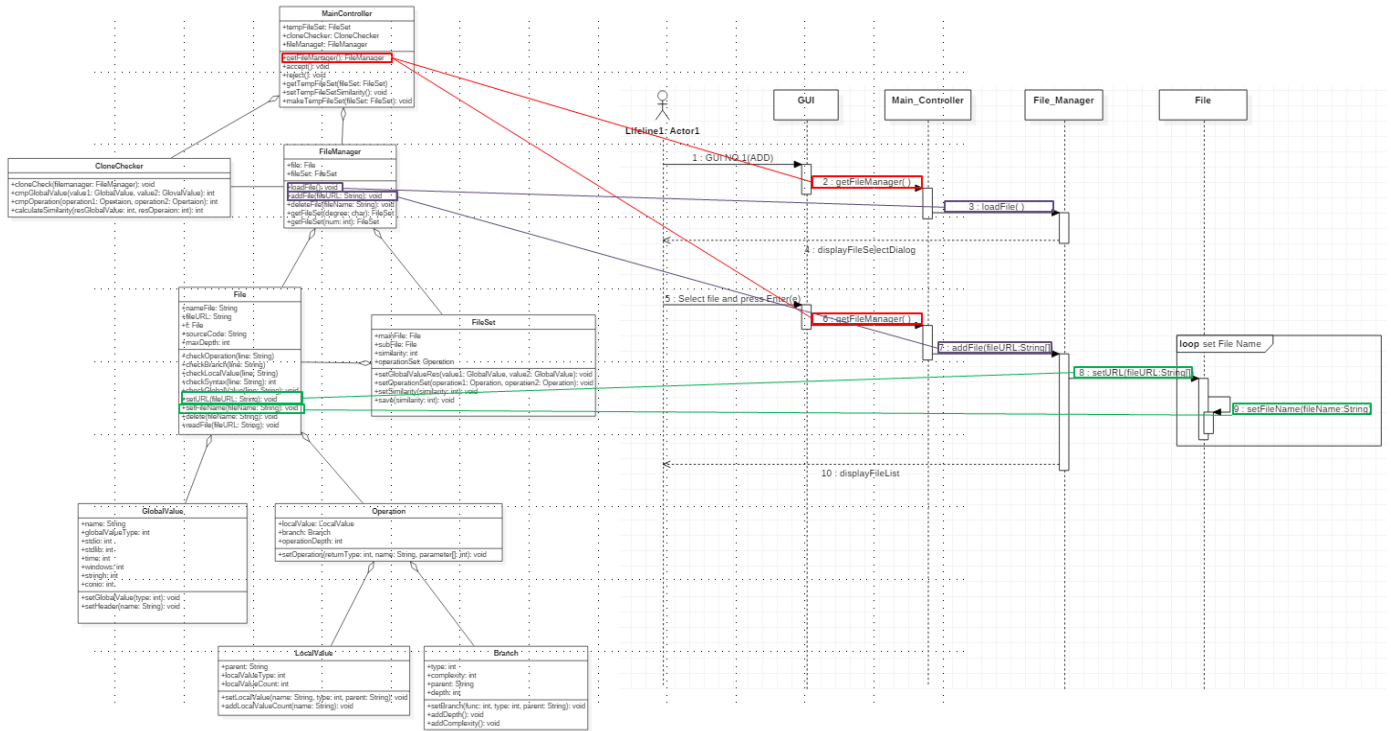 MainController
+tempFileSet: FileSet
+cloneChecker: CloneChecker
+fileManaget: FileManager
+getFileManager(): FileManager
+accept(): void
+reject(): void
+getTempFileSet(fileSet: FileSet)
+setTempFileSetSimilarity(): void
+makeTempFileSet(fileSet: FileSet): void
CloneChecker
+cloneCheck(filemanager: FileManager): void
+cmpGlobalValue(value1: GlobalValue, value2: GlovalValue): int
+cmpOperation(operation1: Opertaion, operation2: Opertaion): int
+calculateSimilarity(resGlobalValue: int, resOperaion: int): int
FileManager
+file: File
+fileSet: FileSet
+loadFile(): void
+addFile(fileURL: String): void
+deleteFile(fileName: String): void
+getFileSet(degree: char): FileSet
+getFileSet(num: int): FileSet
File
+nameFile: String
+fileURL: String
+f: File
+sourceCode: String
+maxDepth: int
+checkOperation(line: String)
+checkBranch(line: String)
+checkLocalValue(line: String)
+checkSyntax(line: String): int
+checkGlobalValue(line: String): void
+setURL(fileURL: String): void
+setFileName(fileName: String): void
+delete(fileName: String): void
+readFile(fileURL: String): void
FileSet
+mainFile: File
+subFile: File
+similarity: int
+operationSet: Operation
+setGlobalValueRes(value1: GlobalValue, value2: GlobalValue): void
+setOperationSet(operation1: Operation, operation2: Operation): void
+setSimilarity(similarity: int): void
+save(similarity: int): void
GlobalValue
+name: String
+globalValueType: int
+stdio: int
+stdlib: int
+time: int
+windows: int
+stringh: int
+conio: int
+setGlobalValue(type: int): void
+setHeader(name: String): void
Operation
+localValue: LocalValue
+branch: Branch
+operationDepth: int
+setOperation(returnType: int, name: String, parameter[]: int): void
LocalValue
+parent: String
+localValueType: int
+localValueCount: int
+setLocalValue(name: String, type: int, parent: String): void
+addLocalValueCount(name: String): void
Branch
+type: int
+complexity: int
+parent: String
+depth: int
+setBranch(func: int, type: int, parent: String): void
+addDepth(): void
+addComplexity(): void
Lifeline1: Actor1
GUI
Main_Controller
File_Manager
File
1 : GUI NO.1(ADD)
2 : getFileManager( )
3 : loadFile( )
4 : displayFileSelectDialog
5 : Select file and press Enter(e)
6 : getFileManager( )
7 : addFile(fileURL:String[]
loop set File Name
8 : setURL(fileURL:String[]
9 : setFileName(fileName:String
10 : displayFileList